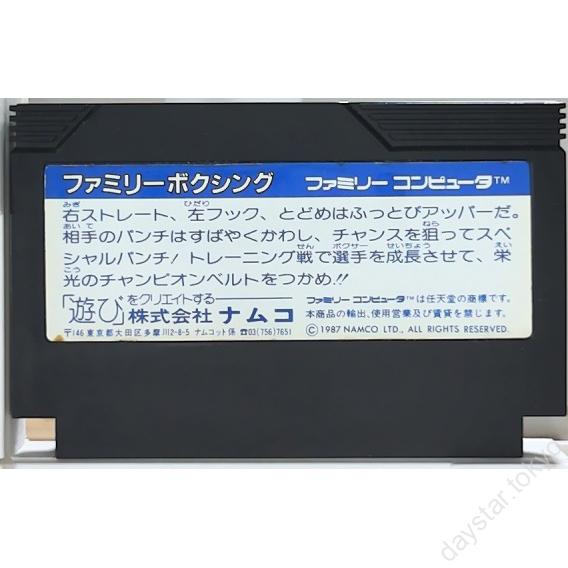 ファミリーボクシング ファミリー コンピュータ™
右ストレート、左フック、とどめはふっとびアッパーだ。
相手のパンチはすばやくかわし、チャンスを狙ってスペ
シャルパンチ! トレーニング戦で選手を成長させて、栄
光のチャンピオンベルトをつかめ!!
「遊び」をクリエイトする 株式会社 ナムコ
〒146 東京都大田区多摩川2-8-5 ナムコット係 ☎03(756)7651
ファミリー コンピュータ™は任天堂の商標です。
本商品の輸出、使用営業及び賃貸を禁じます。
©1987 NAMCO LTD., ALL RIGHTS RESERVED.
daystar.tokyo